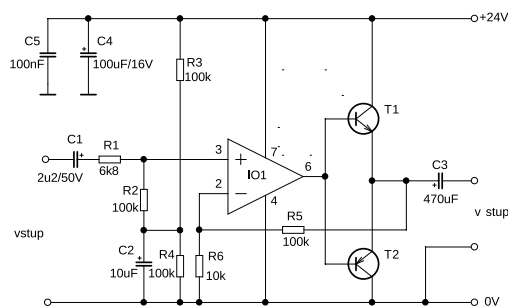 +24V
C5
100nF
C4
100uF/16V
R3
100k
T1
C1
2u2/50V
R1
6k8
3
7
IO1
6
2
4
C3
470uF
R2
100k
R5
100k
vstup
v stup
C2
10uF
R4
100k
R6
10k
T2
0V